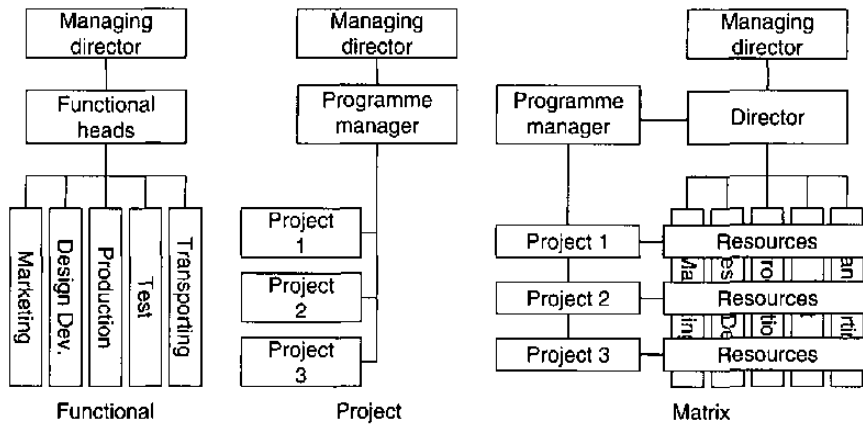 Managing
director
Functional
heads
Marketing
Design Dev.
Production
Test
Transporting
Functional
Managing
director
Programme
manager
Project
1
Project
2
Project
3
Project
Managing
director
Programme
manager
Director
Project 1
Resources
Project 2
Resources
Project 3
Resources
Matrix